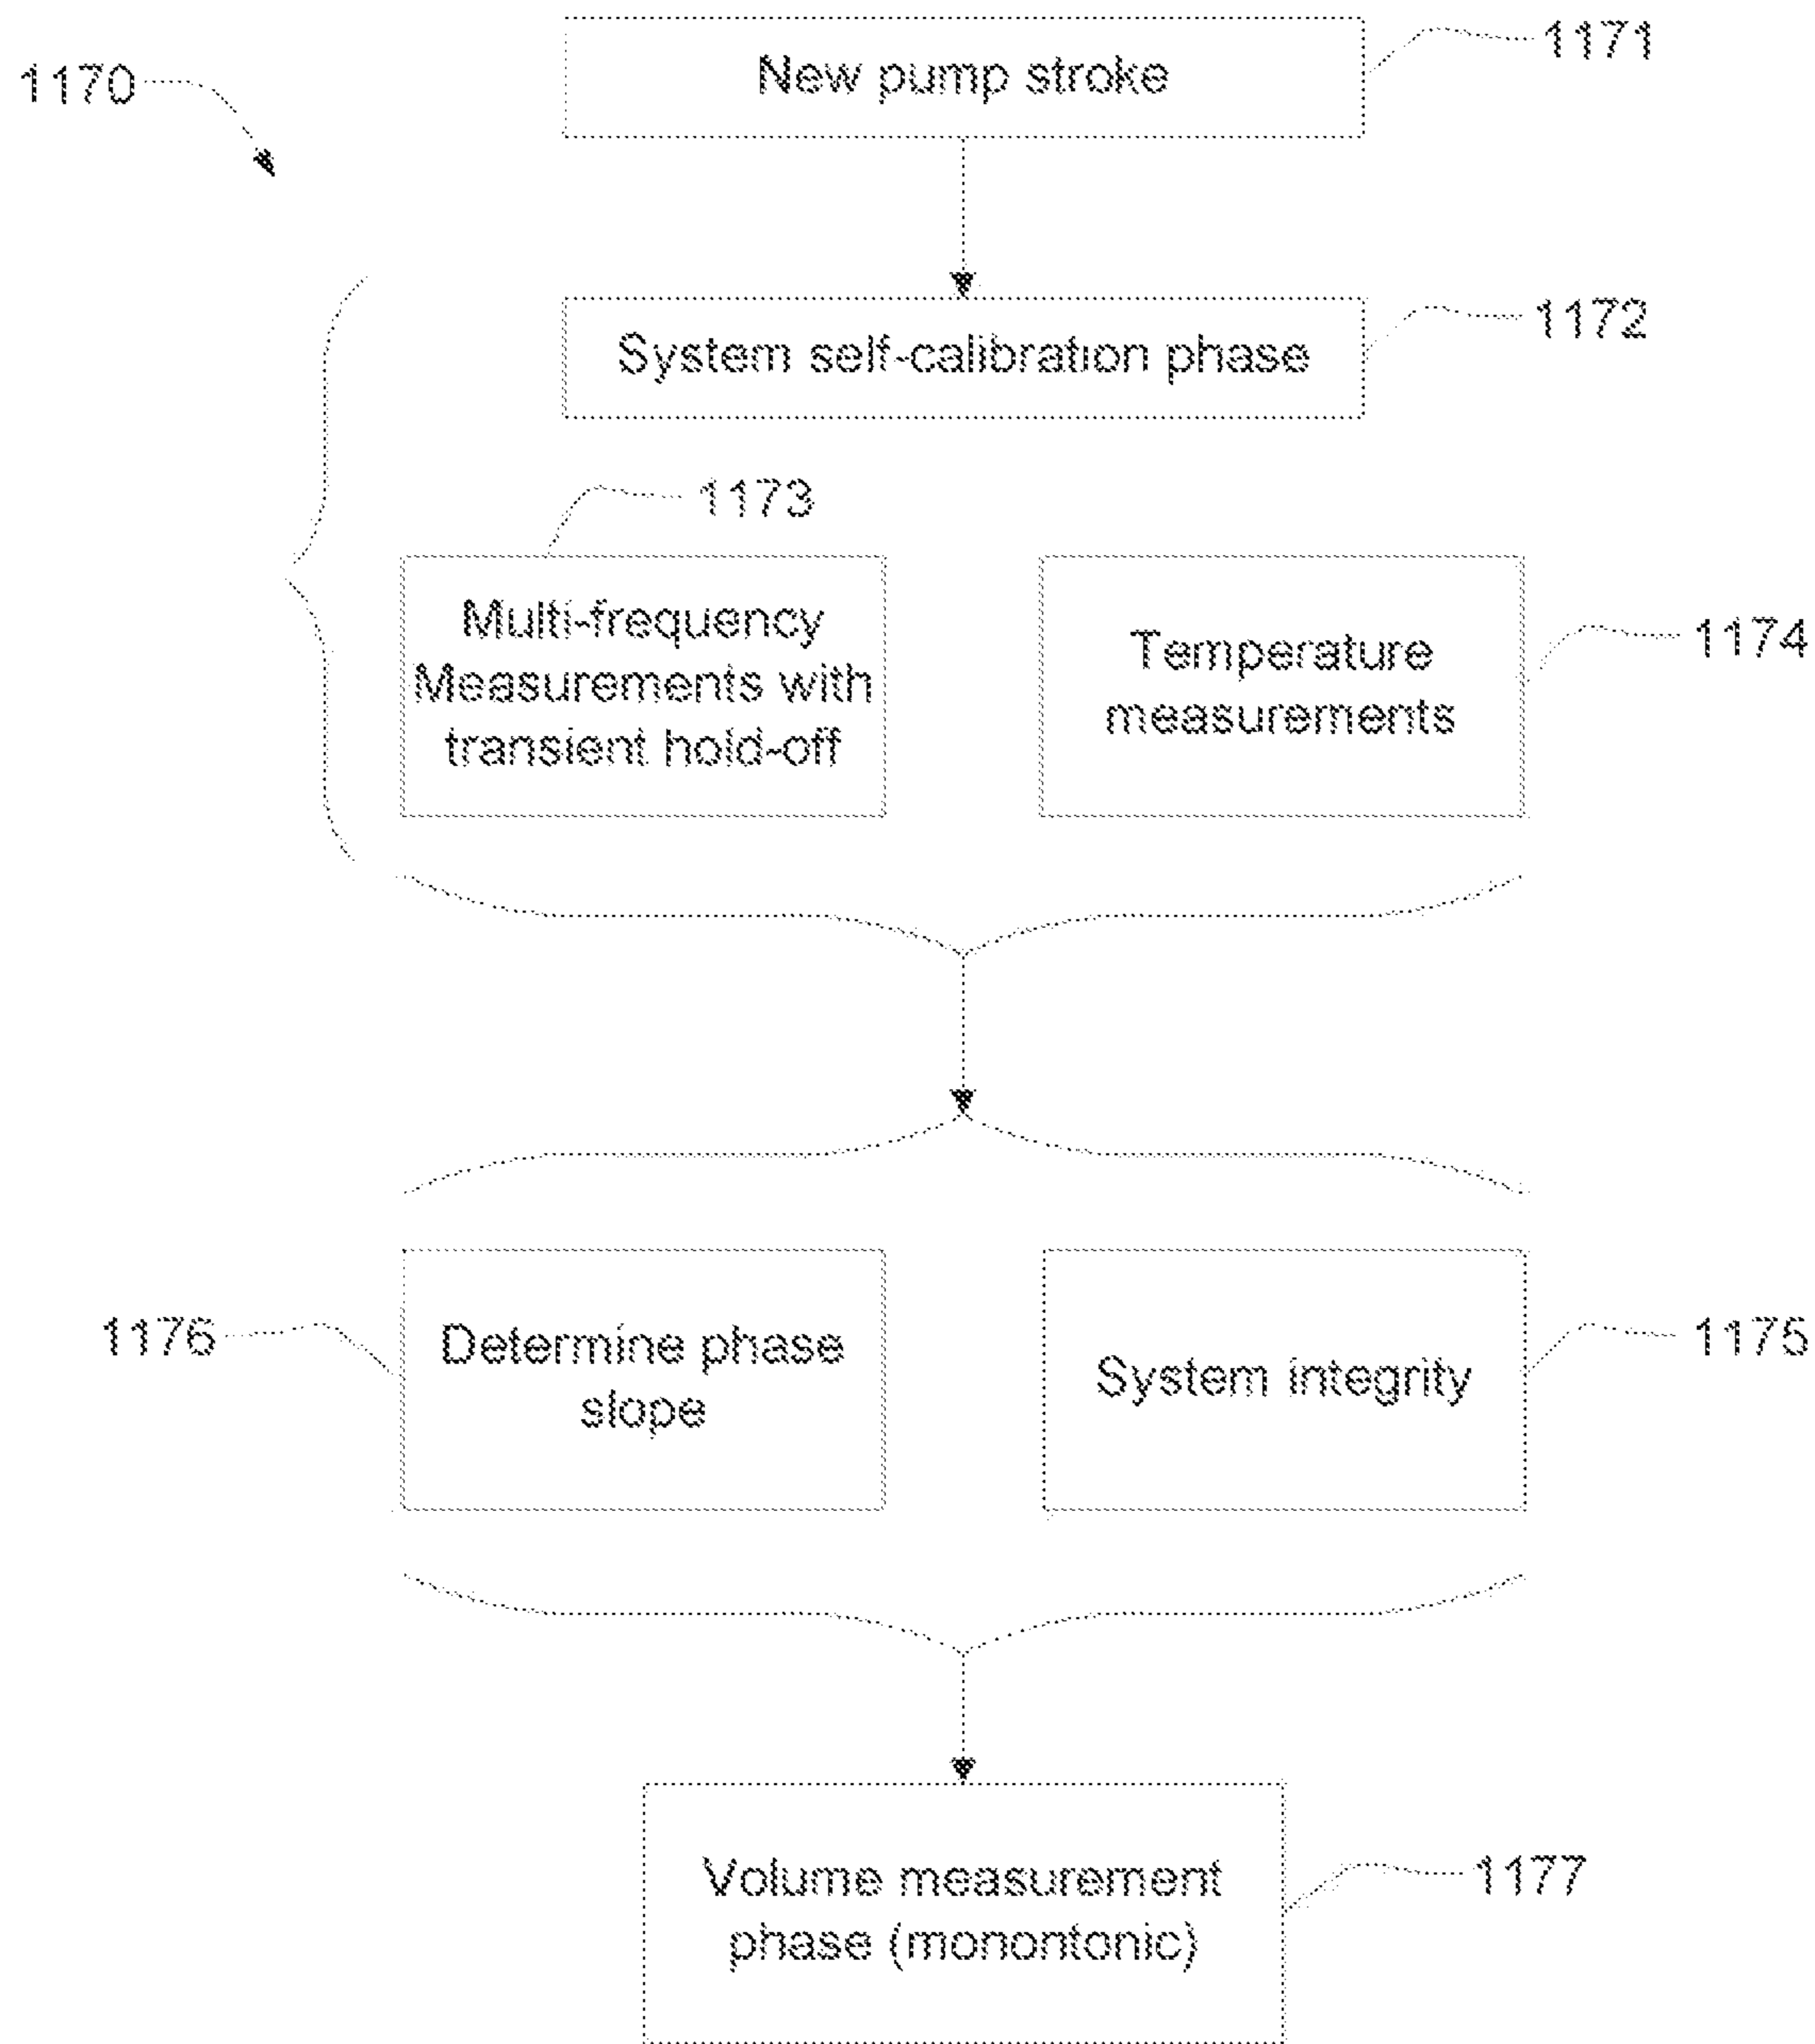 1170
New pump stroke
1171
System self-calibration phase
1172
1173
Multi-frequency
Measurements with
transient hold-off
Temperature
measurements
1174
1176
Determine phase
slope
System integrity
1175
Volume measurement
phase (monontonic)
1177